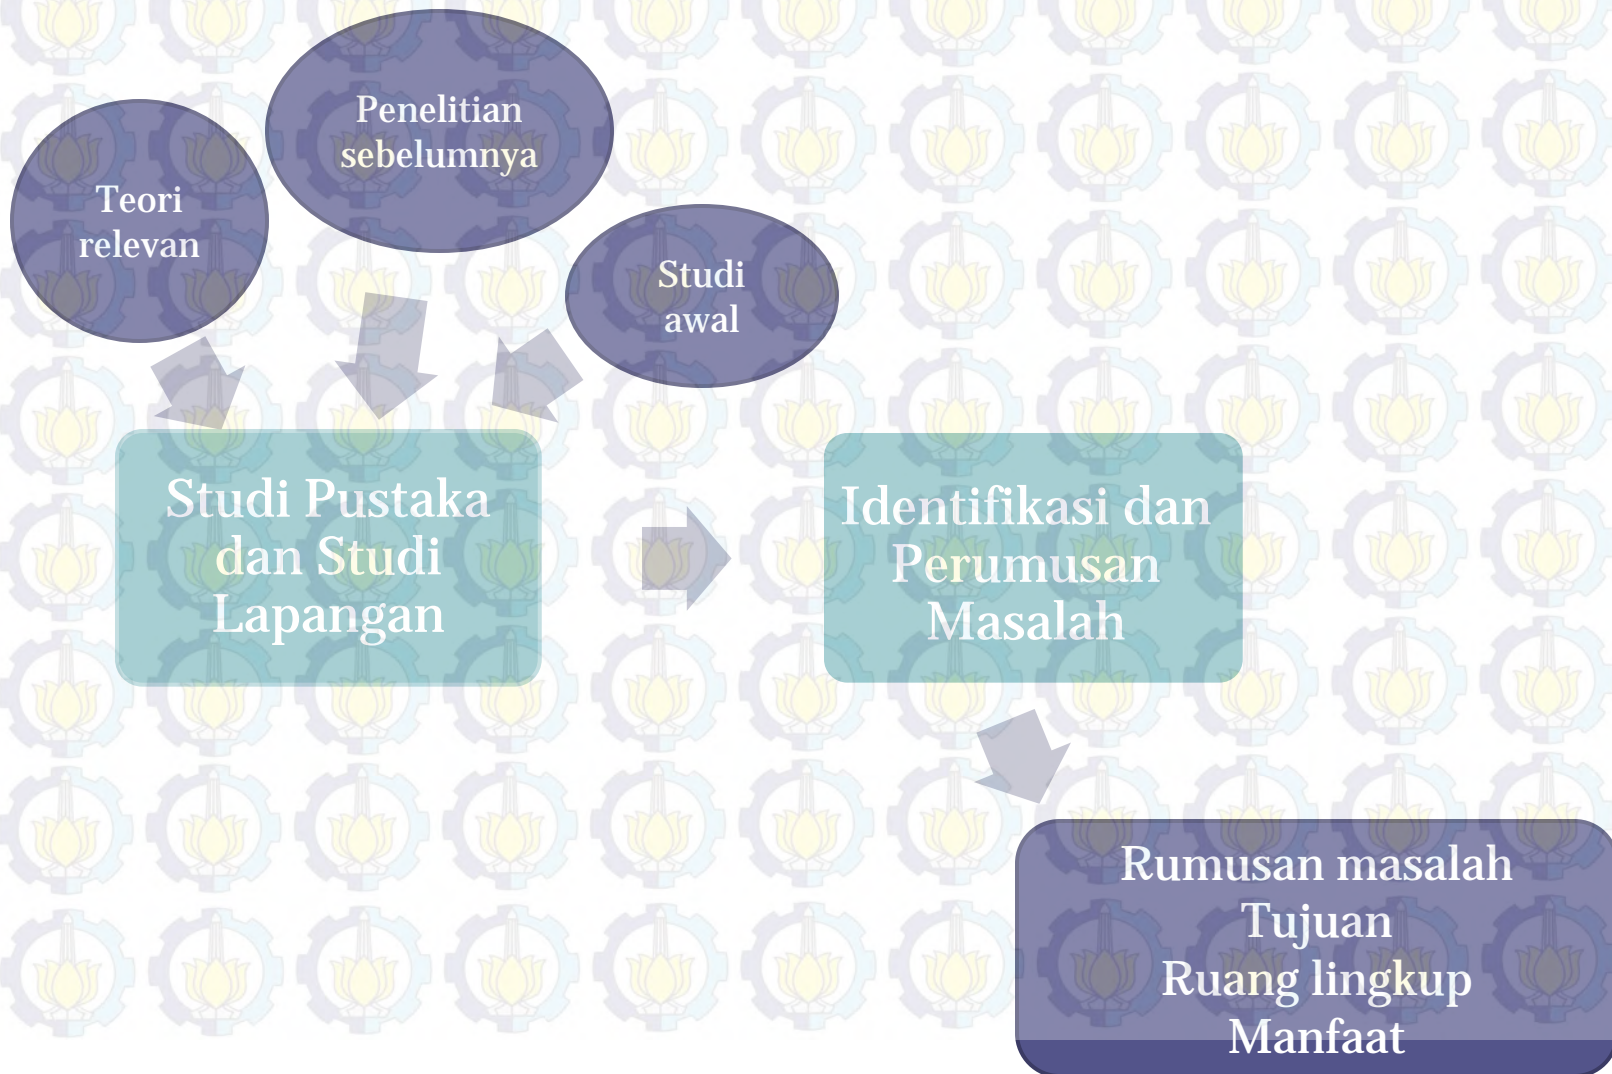 Teori
relevan
Penelitian
sebelumnya
Studi
awal
Studi Pustaka
dan Studi
Lapangan
Identifikasi dan
Perumusan
Masalah
Rumusan masalah
Tujuan
Ruang lingkup
Manfaat